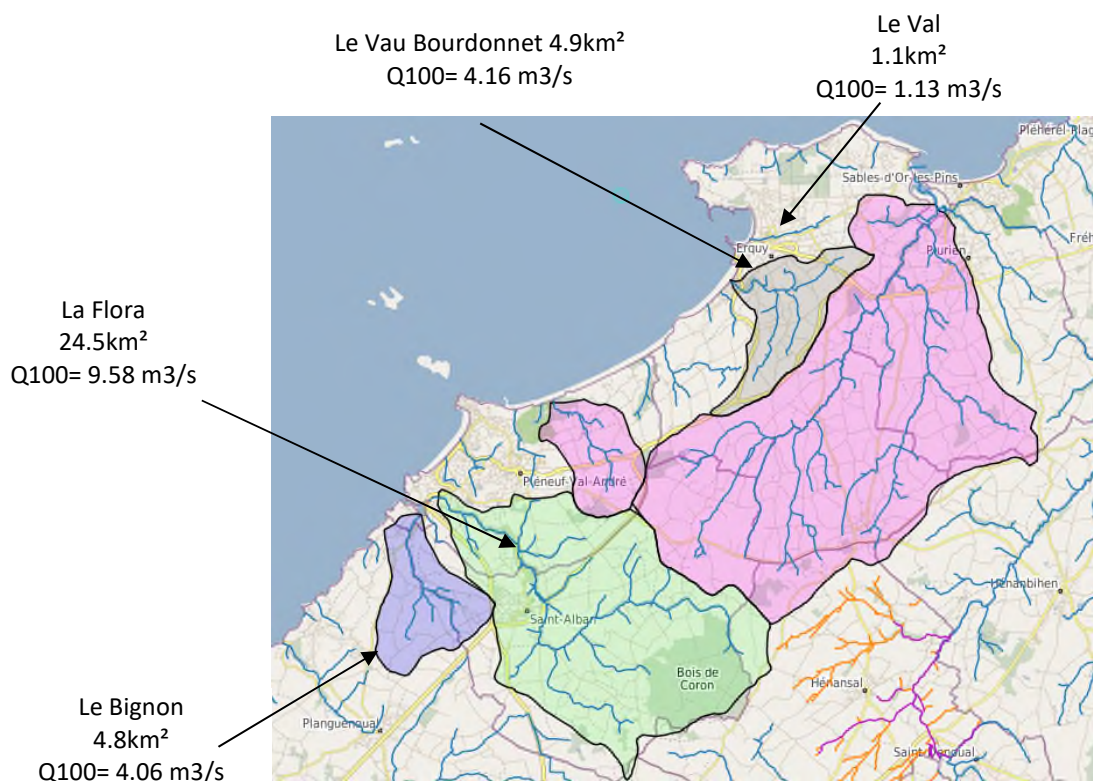 Le Vau Bourdonnet 4.9km²
Q100= 4.16 m3/s
Le Val
1.1km²
Q100= 1.13 m3/s
Sables d'Or-les-Pins
Erquy
Plurien
La Flora
24.5km²
Q100= 9.58 m3/s
Pléneuf-Val-André
Saint-Alban
Hénanbihen
Bois de
Coron
Hénansal
Planguenoual
Le Bignon
4.8km²
Q100= 4.06 m3/s